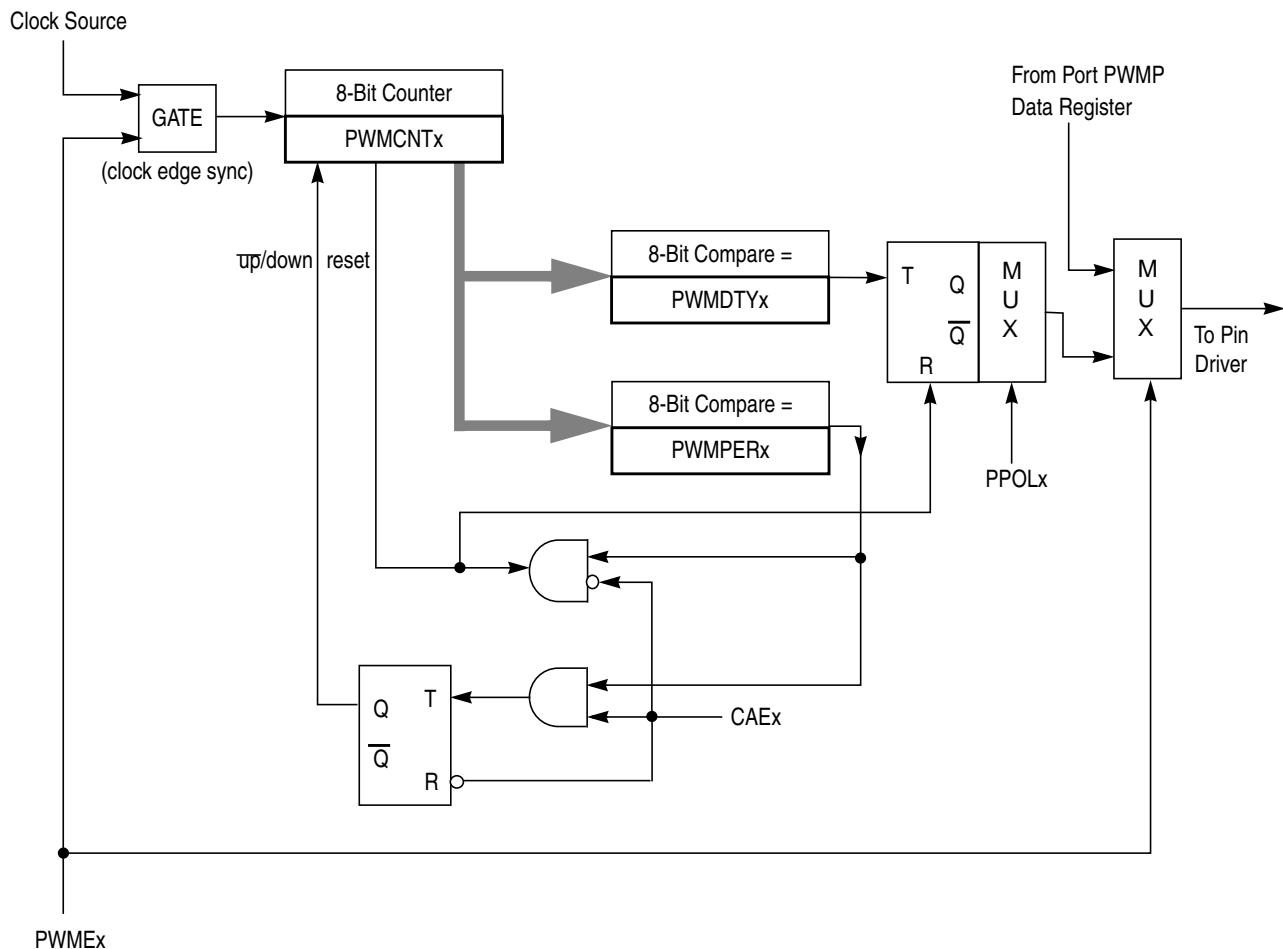 Clock Source
GATE
(clock edge sync)
8-Bit Counter
PWMCNTx
From Port PWMP
Data Register
u̅p̅/down
reset
8-Bit Compare =
PWMDTYx
T
Q
Q̅
R
M
U
X
M
U
X
To Pin
Driver
8-Bit Compare =
PWMPERx
PPOLx
Q
T
Q̅
R
CAEx
PWMEx